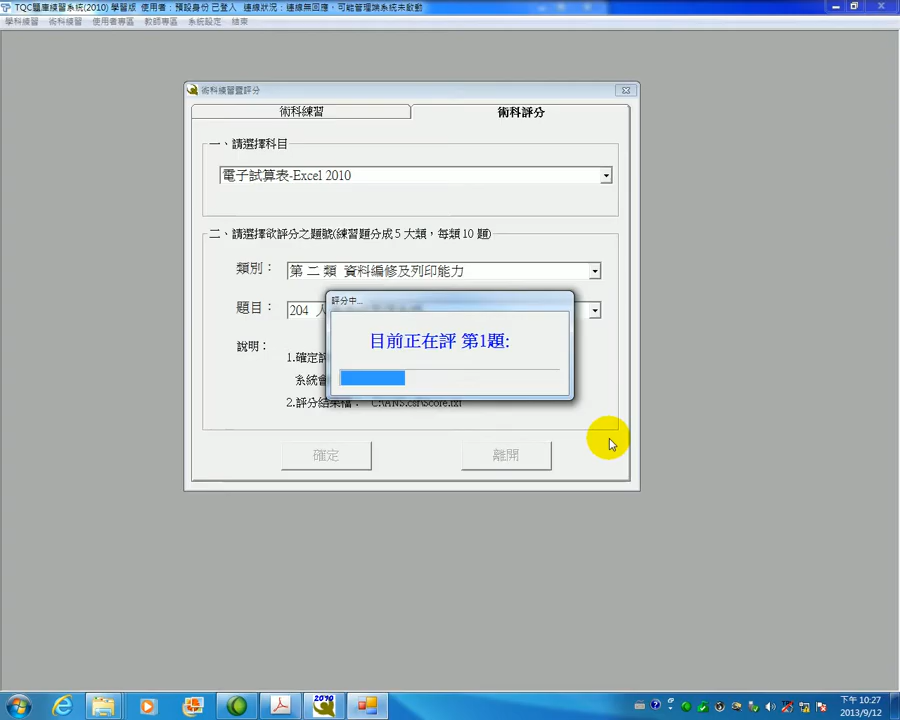 TQC題庫練習系統(2010) 學習版 使用者：預設身份 已登入 連線狀況：連線無回應，可能管理端系統未啟動
學科練習 術科練習 使用者專區 教師專區 系統設定 結束
術科練習暨評分
術科練習 術科評分
一、請選擇科目
電子試算表-Excel 2010
二、請選擇欲評分之題號(練習題分成 5 大類，每類 10 題)
類別： 第 二 類 資料編修及列印能力
題目： 204 人
評分中...
目前正在評 第1題:
說明：
1.確定評
系統會
2.評分結果檔： C:\ANS.csf\Score.txt
確定 離開
2010
下午 10:27
2013/9/12